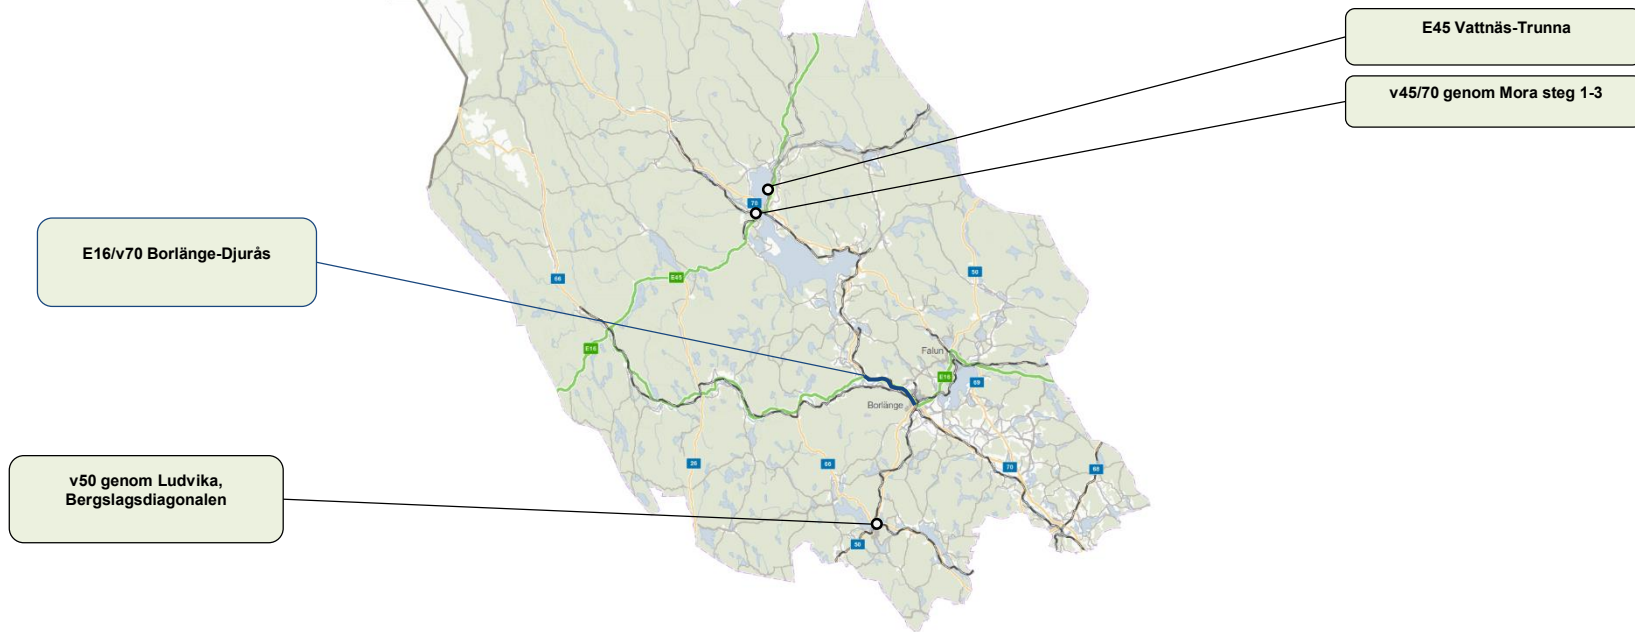 E45 Vattnäs-Trunna
v45/70 genom Mora steg 1-3
70
E16/v70 Borlänge-Djurås
E45
66
50
E16
Falun
E16
69
Borlänge
26
66
70
68
v50 genom Ludvika,
Bergslagsdiagonalen
50